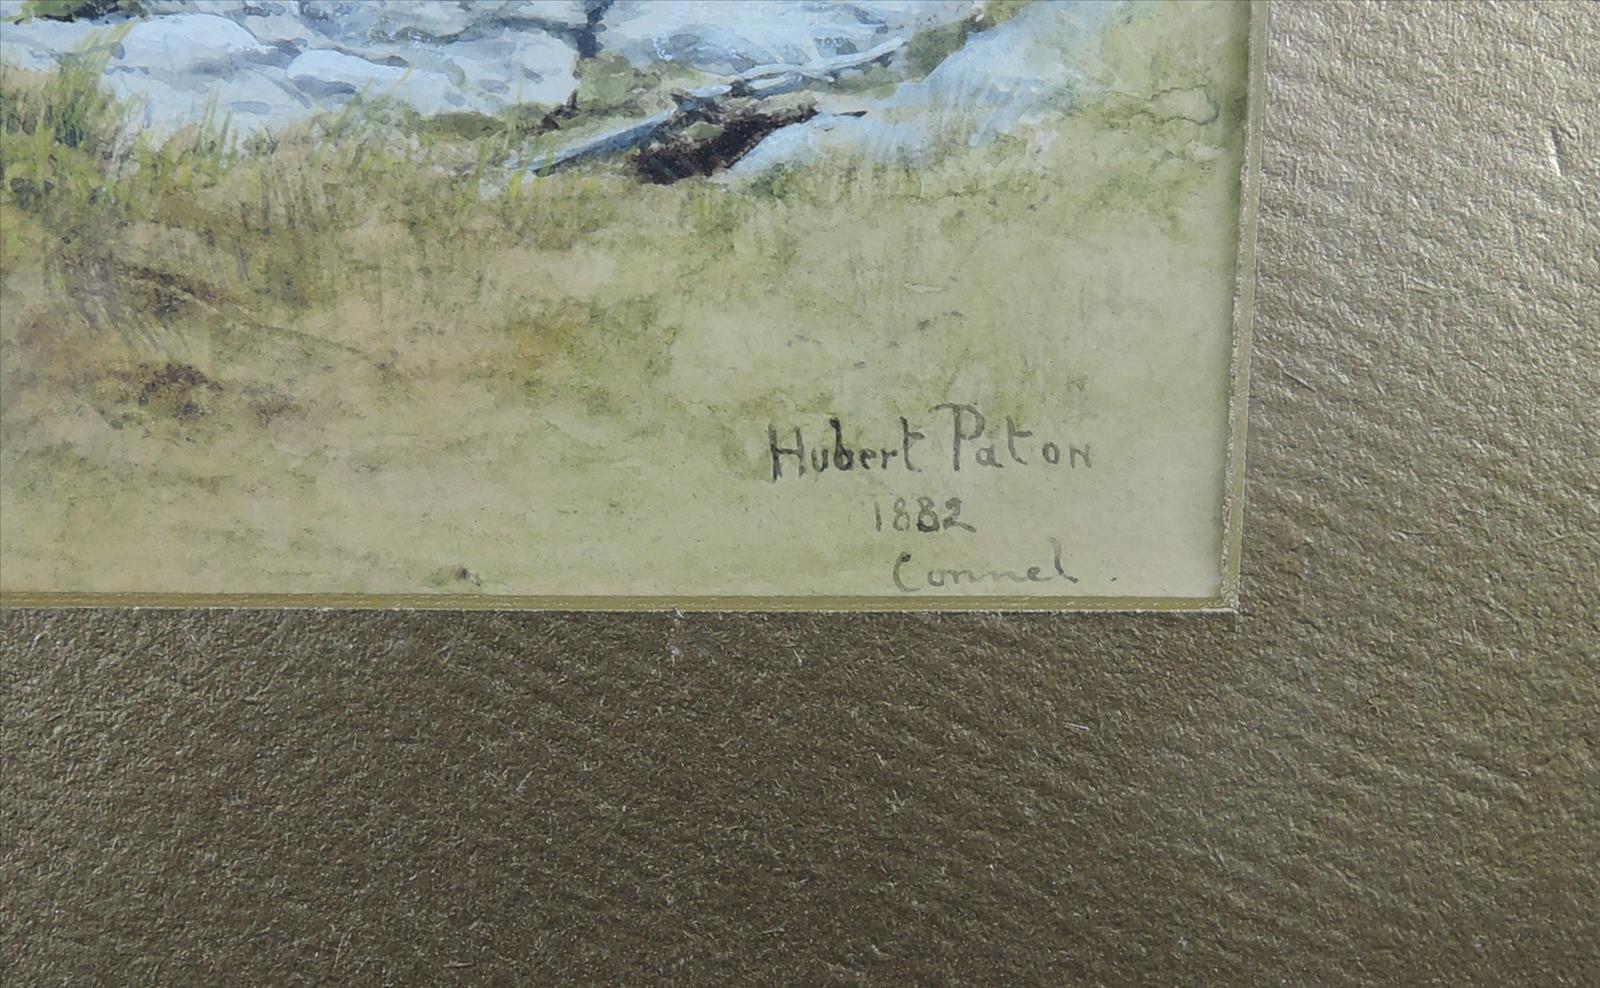 Hubert Paton
1882
Connel.